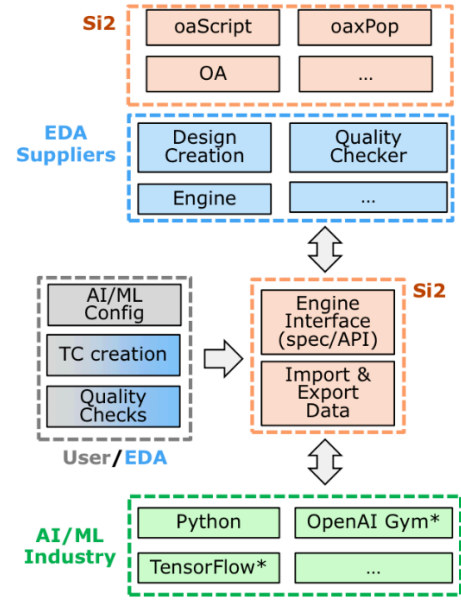 Si2
oaScript
oaxPop
OA
...
EDA
Suppliers
Design
Creation
Quality
Checker
Engine
...
Si2
AI/ML
Config
TC creation
Quality
Checks
User/EDA
Engine
Interface
(spec/API)
Import &
Export
Data
AI/ML
Industry
Python
OpenAI Gym*
TensorFlow*
...